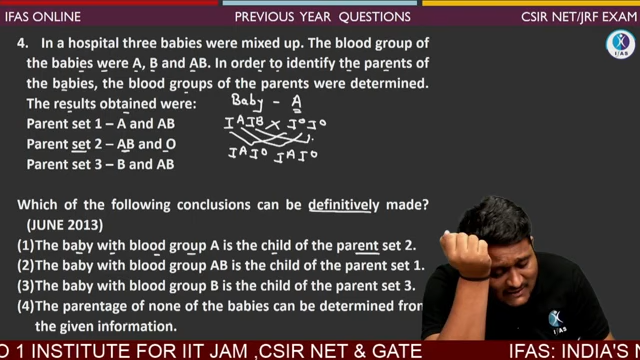 IFAS ONLINE PREVIOUS YEAR QUESTIONS CSIR NET/JRF EXAM
4. In a hospital three babies were mixed up. The blood group of
the babies were A, B and AB. In order to identify the parents of
the babies, the blood groups of the parents were determined.
The results obtained were: Baby - A
Parent set 1 – A and AB IAIB × IOIO
Parent set 2 – AB and O
Parent set 3 – B and AB IAIO IAIO
Which of the following conclusions can be definitively made?
(JUNE 2013)
(1) The baby with blood group A is the child of the parent set 2.
(2) The baby with blood group AB is the child of the parent set 1.
(3) The baby with blood group B is the child of parent set 3.
(4) The parentage of none of the babies can be determined from
the given information.
IFAS
O 1 INSTITUTE FOR IIT JAM ,CSIR NET & GATE IFAS: INDIA'S